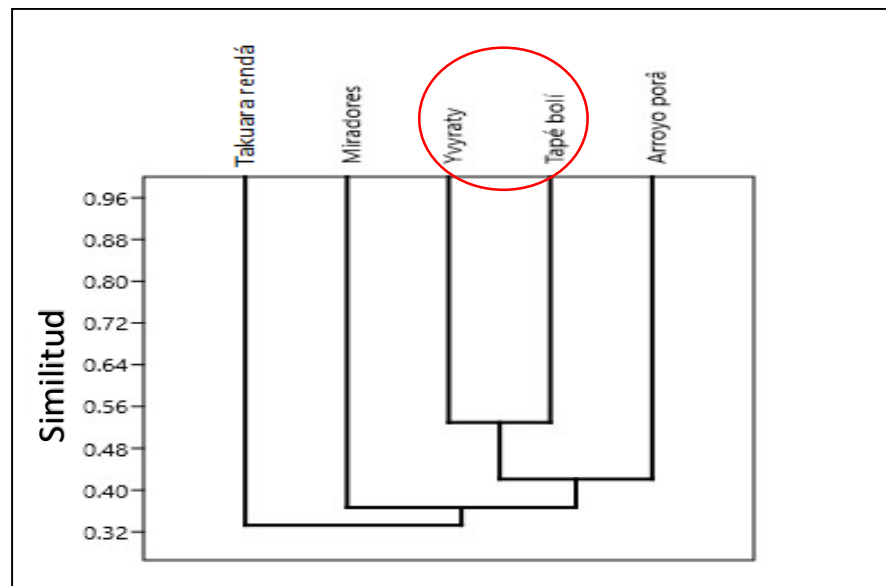 Takuara rendá
Miradores
Yvyraty
Tapé bolí
Arroyo porá
Similitud
0.96
0.88
0.80
0.72
0.64
0.56
0.48
0.40
0.32